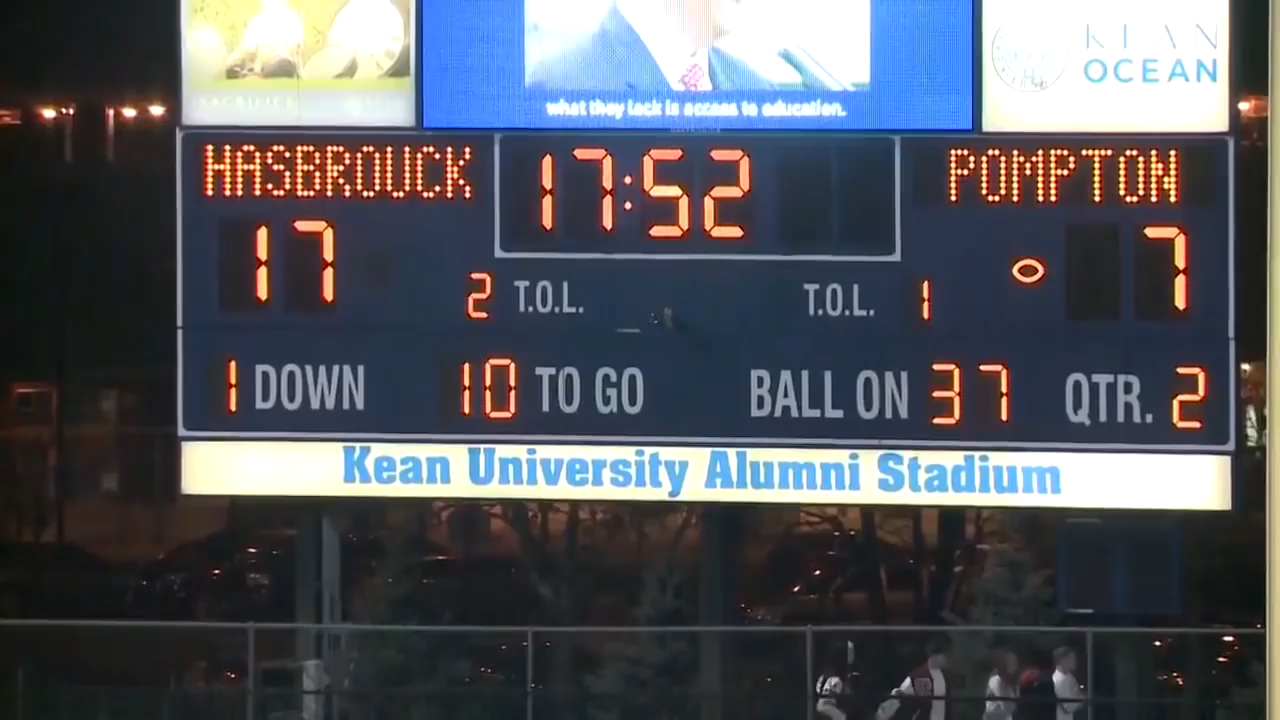 SACRIFICE
KEAN
OCEAN
what they lack is access to education.
HASBROUCK
17:52
POMPTON
17
7
2 T.O.L.
T.O.L. 1
1 DOWN
10 TO GO
BALL ON 37
QTR. 2
Kean University Alumni Stadium